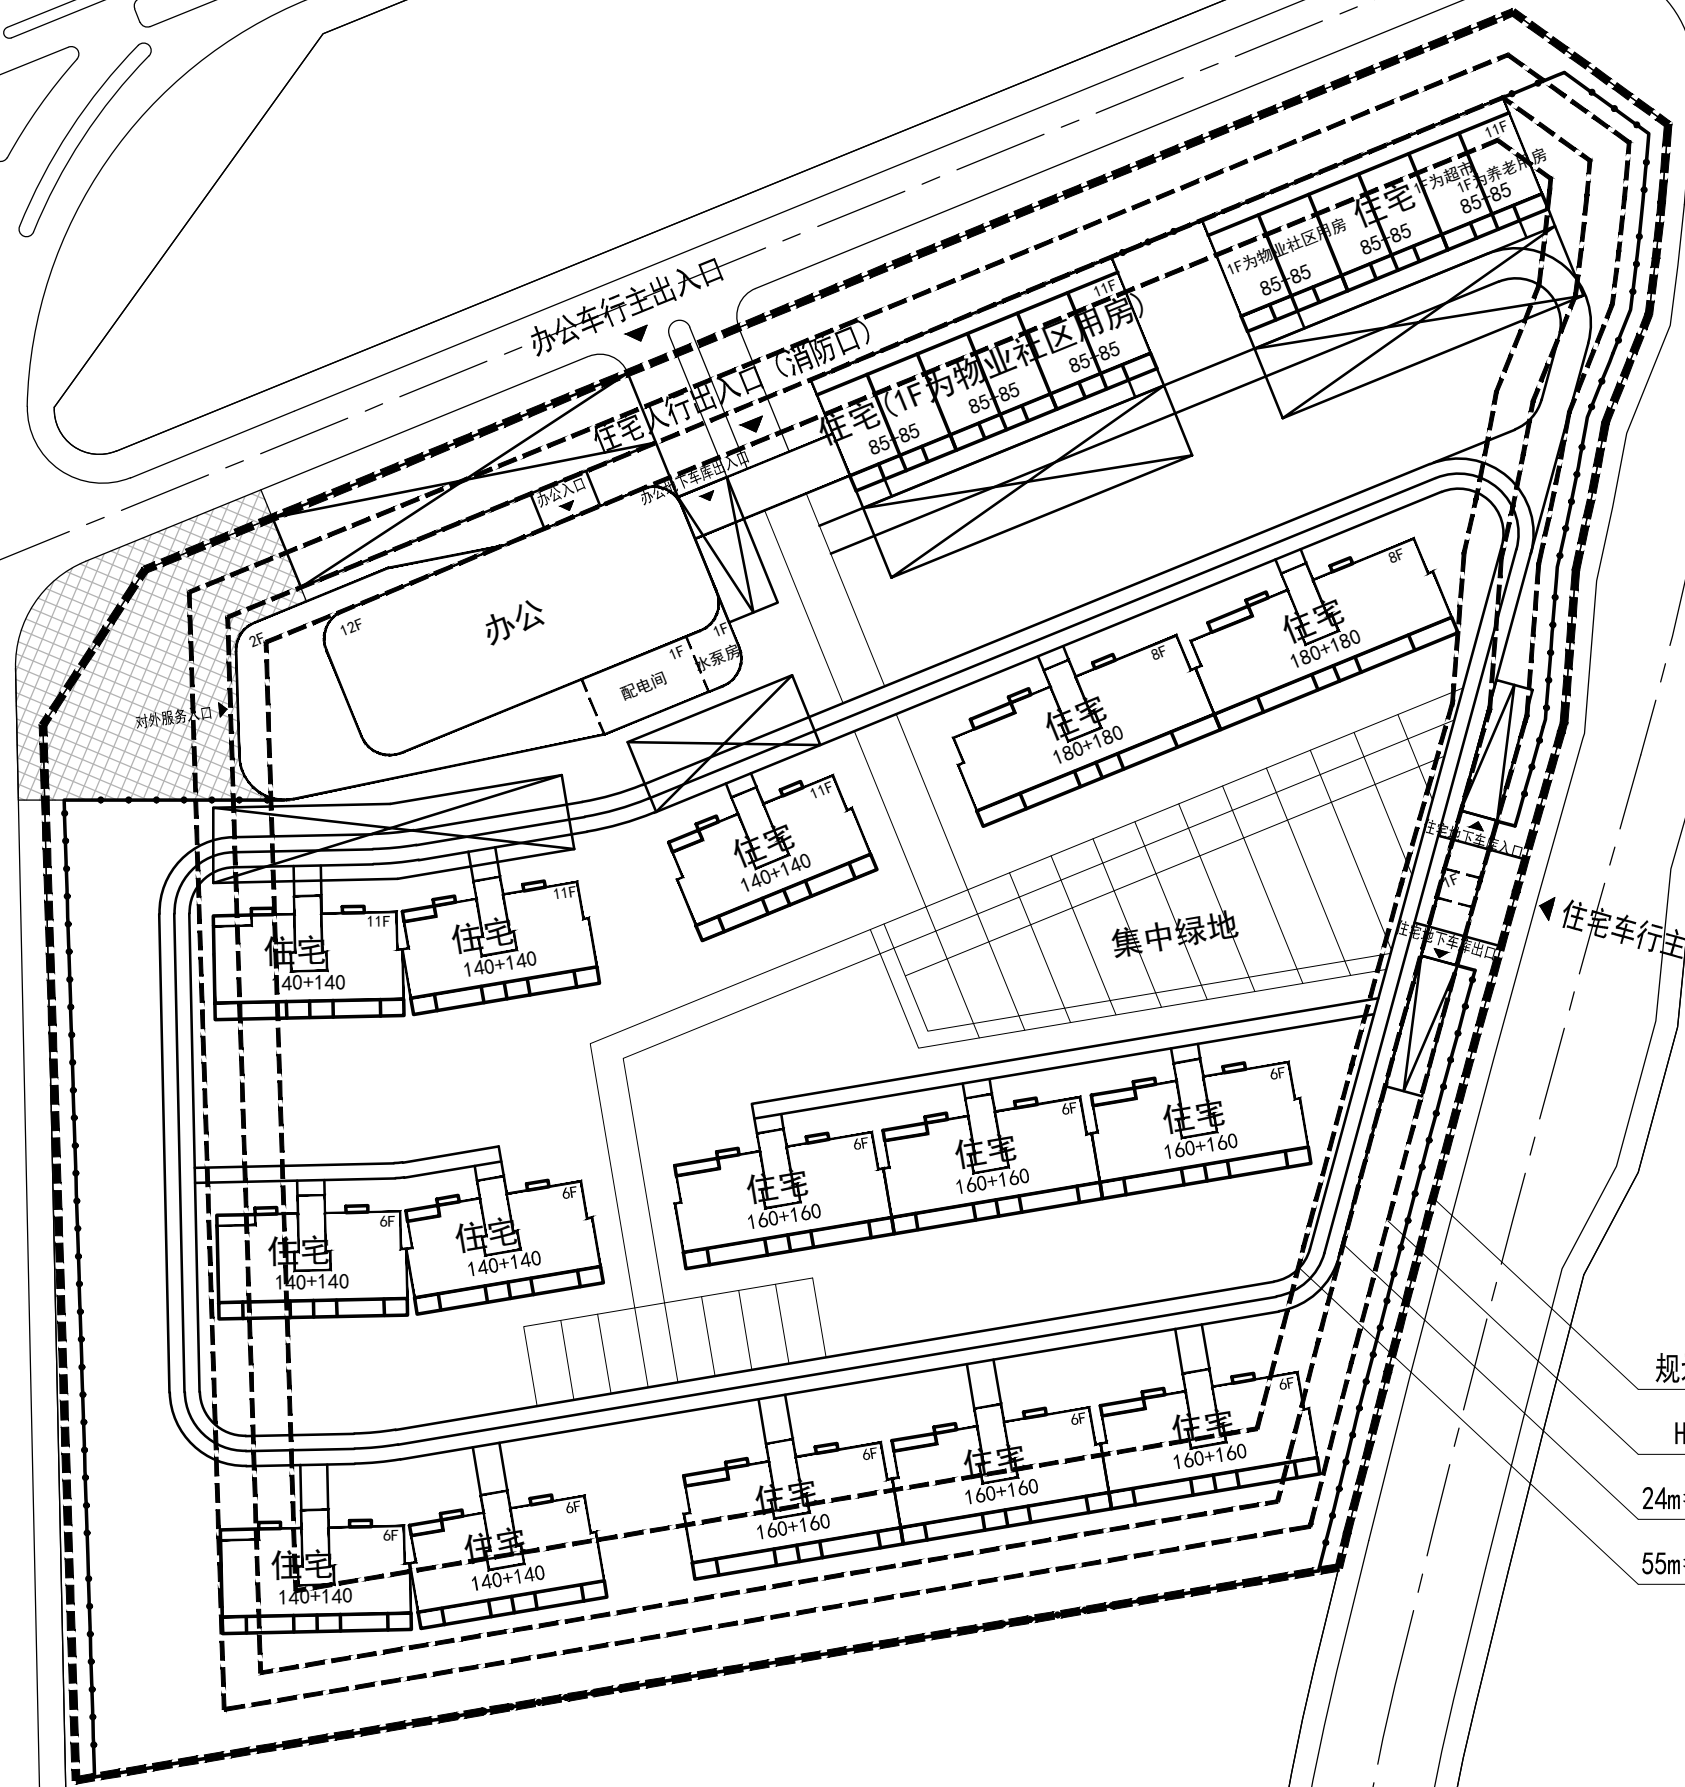 11F
1F为超市
1F为养老用房
住宅
85+85
85+85
1F为物业社区用房
85+85
办公车行主出入口
11F
住宅（1F为物业社区用房）
85+85
85+85
85+85
住宅人行出入口（消防口）
办公地下车库出入口
办公入口
2F
12F
办公
1F
水泵房
1F
配电间
对外服务入口
8F
住宅
180+180
8F
住宅
180+180
11F
住宅
140+140
11F
住宅
140+140
11F
住宅
140+140
集中绿地
住宅地下车库入口
1F
住宅地下车库出口
住宅车行主
6F
住宅
160+160
6F
住宅
160+160
6F
住宅
160+160
6F
住宅
140+140
6F
住宅
140+140
规
H
24m
55m
6F
住宅
160+160
6F
住宅
160+160
6F
住宅
160+160
6F
住宅
140+140
6F
住宅
140+140